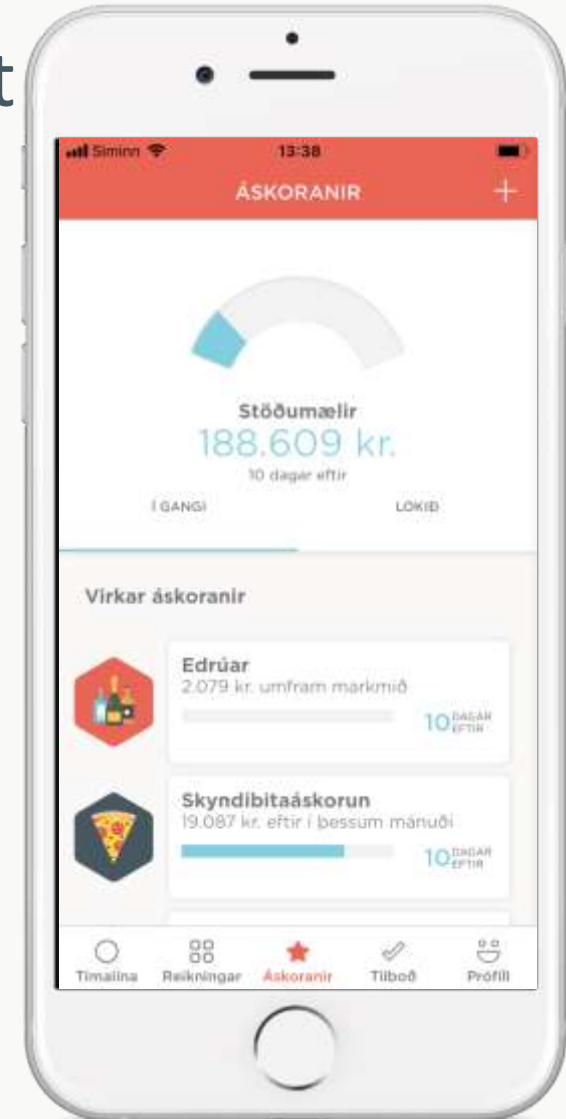 t
Síminn 13:38
ÁSKORANIR +
Stöðumælir
188.609 kr.
10 dagar eftir
Í GANGI LOKIÐ
Virkar áskoranir
Edrúar
2.079 kr. umfram markmið
10 DAGAR EFTIR
Skyndibitaáskorun
19.087 kr. eftir í þessum mánuði
10 DAGAR EFTIR
Tímalína Reikningar Áskoranir Tilboð Prófíll